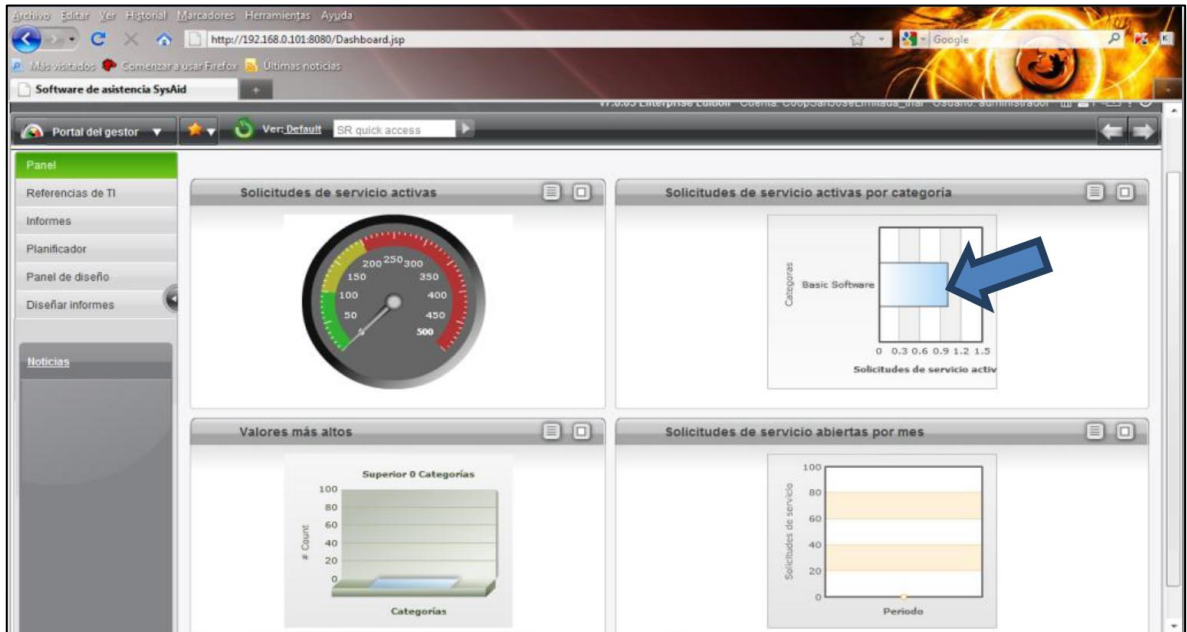 Archivo Editar Ver Historial Marcadores Herramientas Ayuda
http://192.168.0.101:8080/Dashboard.jsp
Google
Más visitados Comenzar a usar Firefox Últimas noticias
Software de asistencia SysAid
Portal del gestor Ver: Default SR quick access
Panel
Referencias de TI
Informes
Planificador
Panel de diseño
Diseñar informes
Noticias
Solicitudes de servicio activas
0 50 100 150 200 250 300 350 400 450 500
Solicitudes de servicio activas por categoría
Categoras
Basic Software
0 0.3 0.6 0.9 1.2 1.5
Solicitudes de servicio activ
Valores más altos
Superior 0 Categorías
# Count
100
80
60
40
20
0
Categorías
Solicitudes de servicio abiertas por mes
Solicitudes de servicio
100
80
60
40
20
0
Periodo